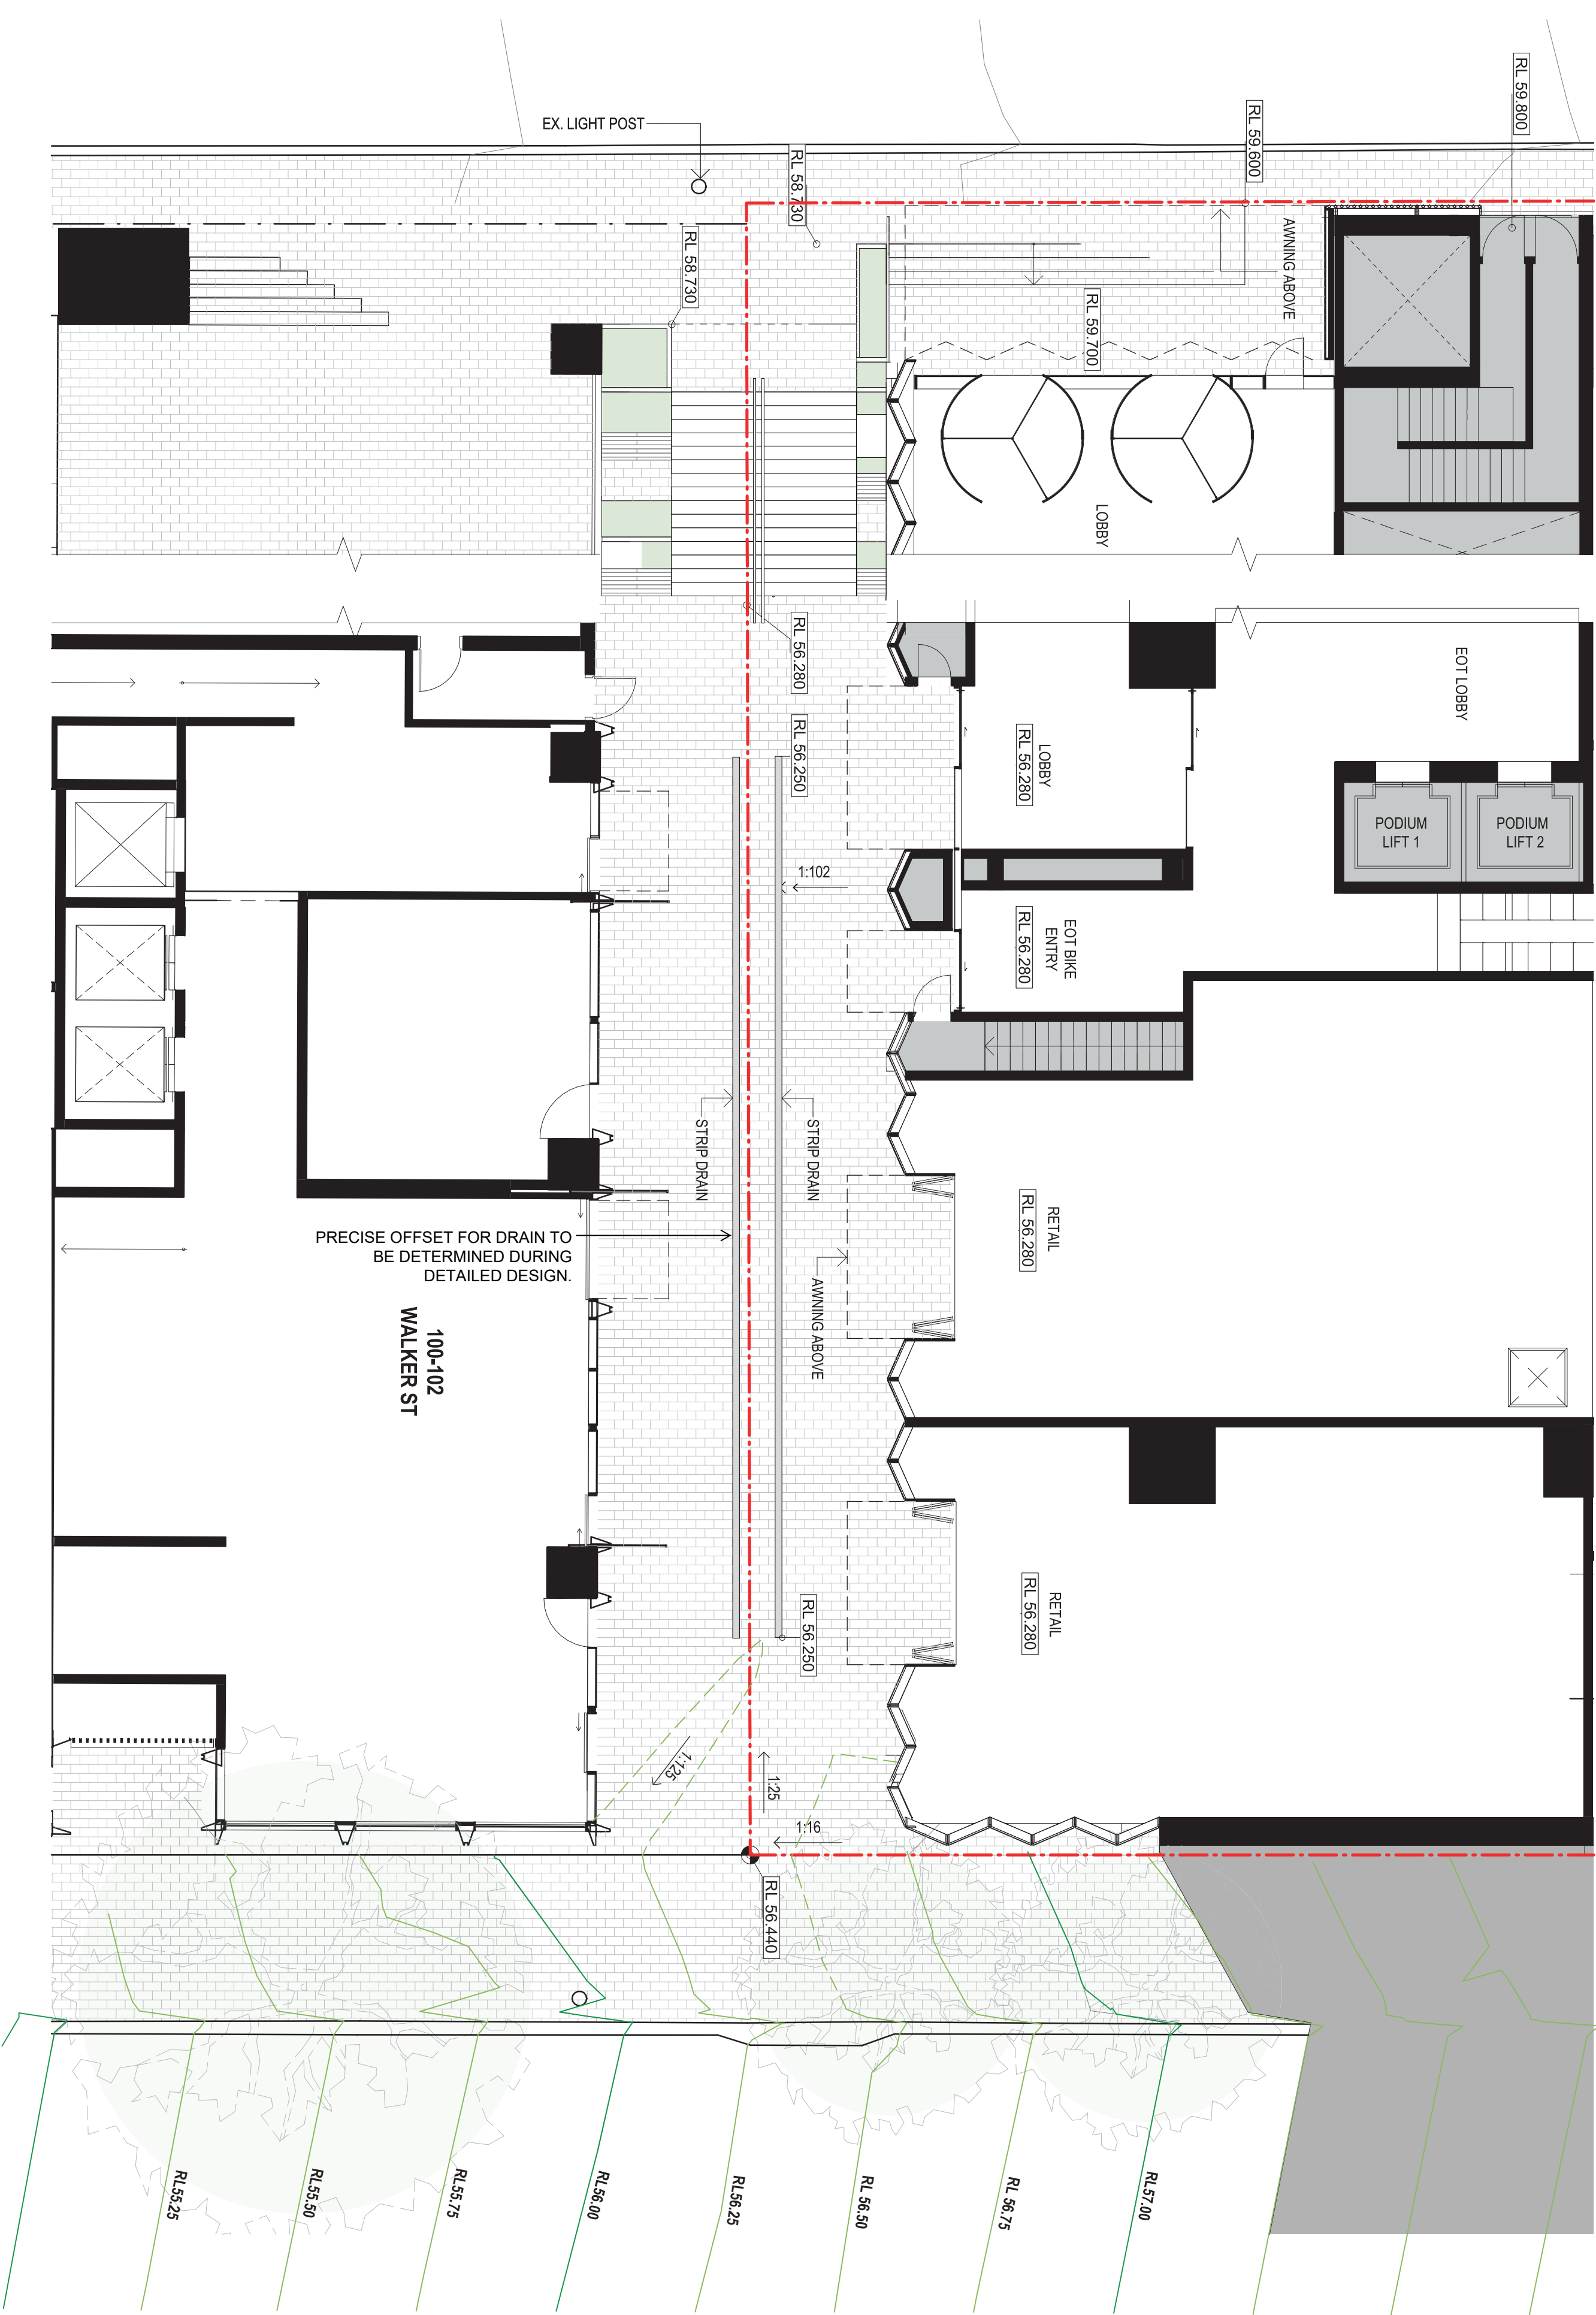 RL 59.800
RL 59.600
EX. LIGHT POST
RL 58.730
AWNING ABOVE
RL 58.730
RL 59.700
LOBBY
RL 56.280
EOT LOBBY
RL 56.250
LOBBY
RL 56.280
PODIUM
LIFT 1
PODIUM
LIFT 2
1:102
EOT BIKE
ENTRY
RL 56.280
STRIP DRAIN
STRIP DRAIN
RETAIL
RL 56.280
PRECISE OFFSET FOR DRAIN TO
BE DETERMINED DURING
DETAILED DESIGN.
AWNING ABOVE
100-102
WALKER ST
RETAIL
RL 56.280
RL 56.250
1:125
1:25
1:16
RL 56.440
RL55.25
RL55.50
RL55.75
RL56.00
RL56.25
RL 56.50
RL 56.75
RL57.00